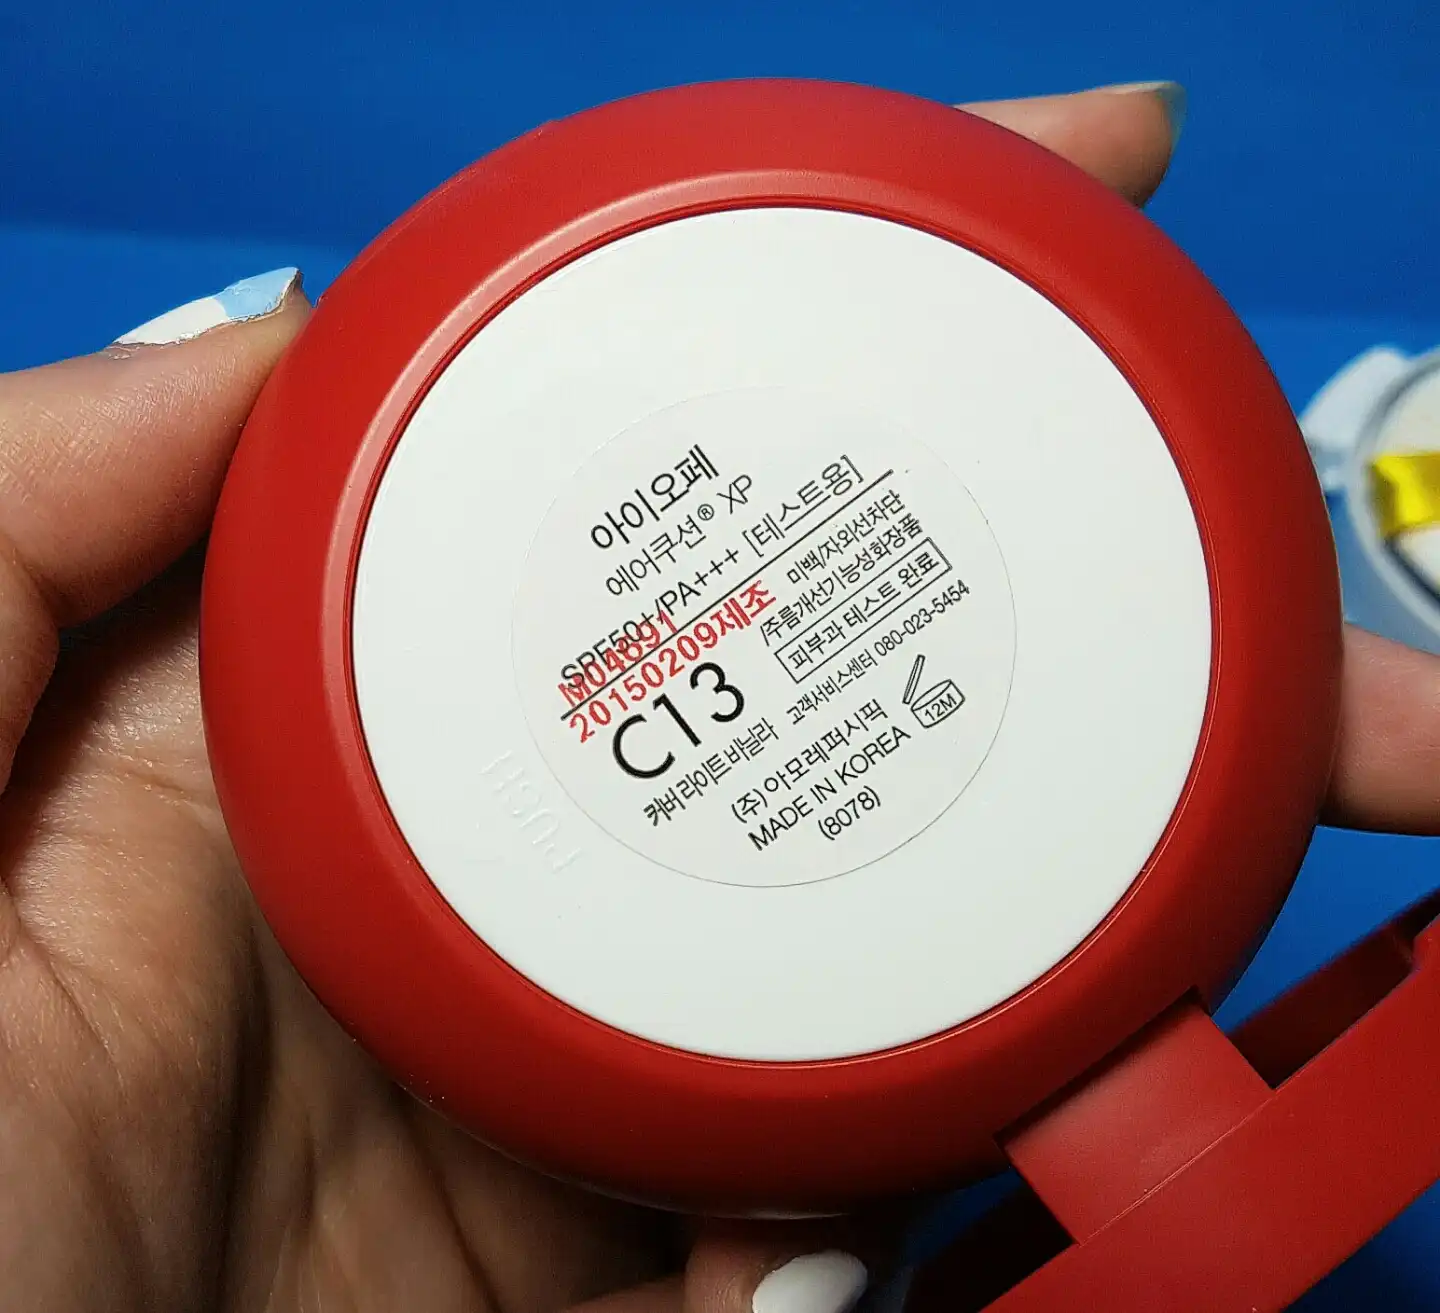 아이오페
에어쿠션® XP
SPF50+/PA+++ [테스트용]
M04891
20150209제조
C13
커버 라이트 바닐라
미백/자외선차단
/주름개선기능성화장품
피부과 테스트 완료
고객서비스센터 080-023-5454
(주) 아모레퍼시픽
MADE IN KOREA
(8078)
12M
PUSH